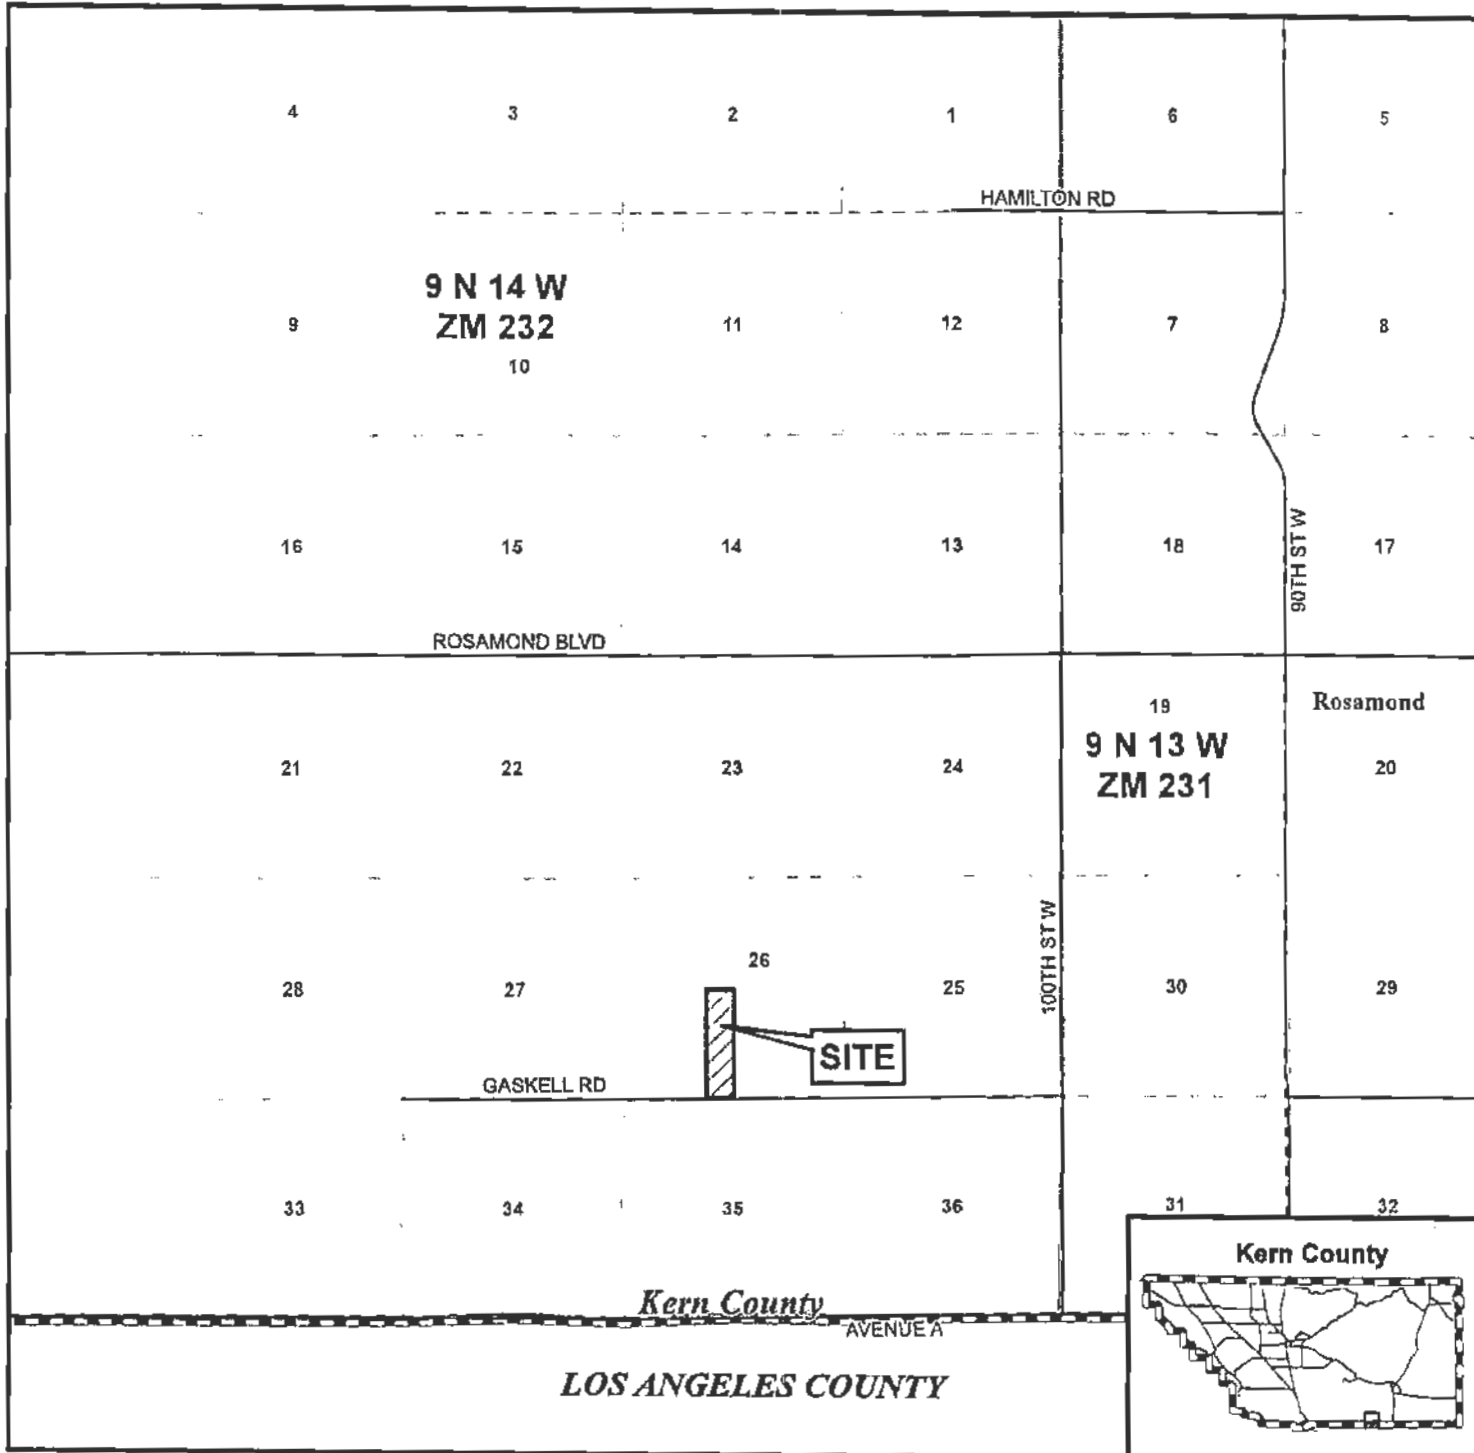 4 3 2 1 6 5
HAMILTON RD
9 N 14 W
ZM 232
9 11 12 7 8
10
16 15 14 13 18 17
90TH ST W
ROSAMOND BLVD
19
Rosamond
9 N 13 W
ZM 231
21 22 23 24 20
26
28 27 25 30 29
100TH ST W
SITE
GASKELL RD
33 34 35 36 31 32
Kern County
Kern County
AVENUE A
LOS ANGELES COUNTY